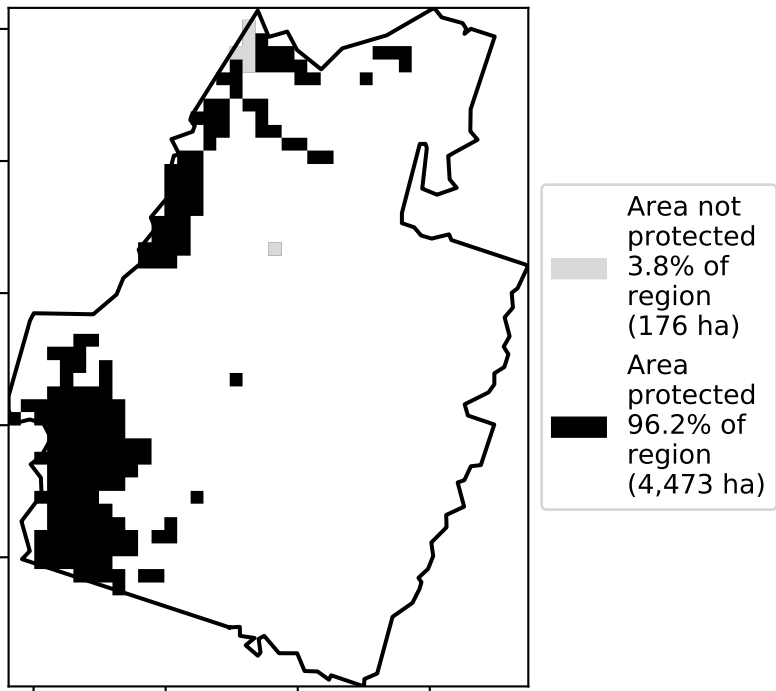 Area not
protected
3.8% of
region
(176 ha)
Area
protected
96.2% of
region
(4,473 ha)